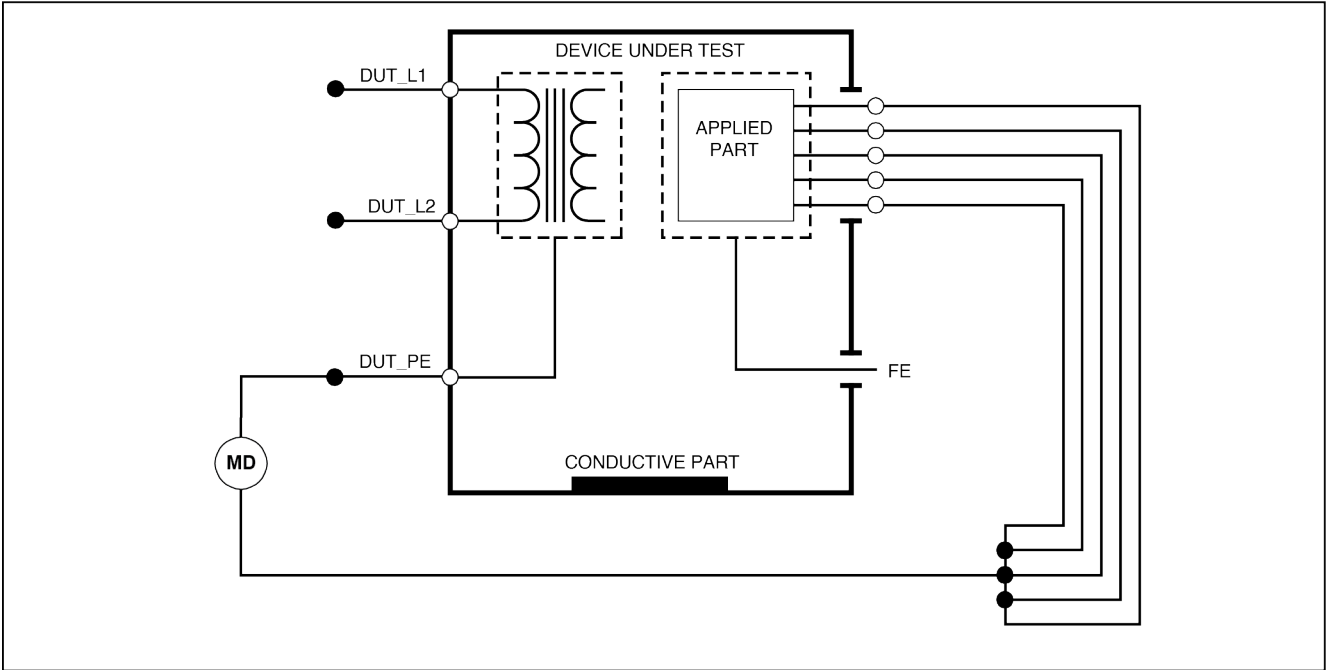 DEVICE UNDER TEST
DUT_L1
APPLIED
PART
DUT_L2
DUT_PE
FE
MD
CONDUCTIVE PART